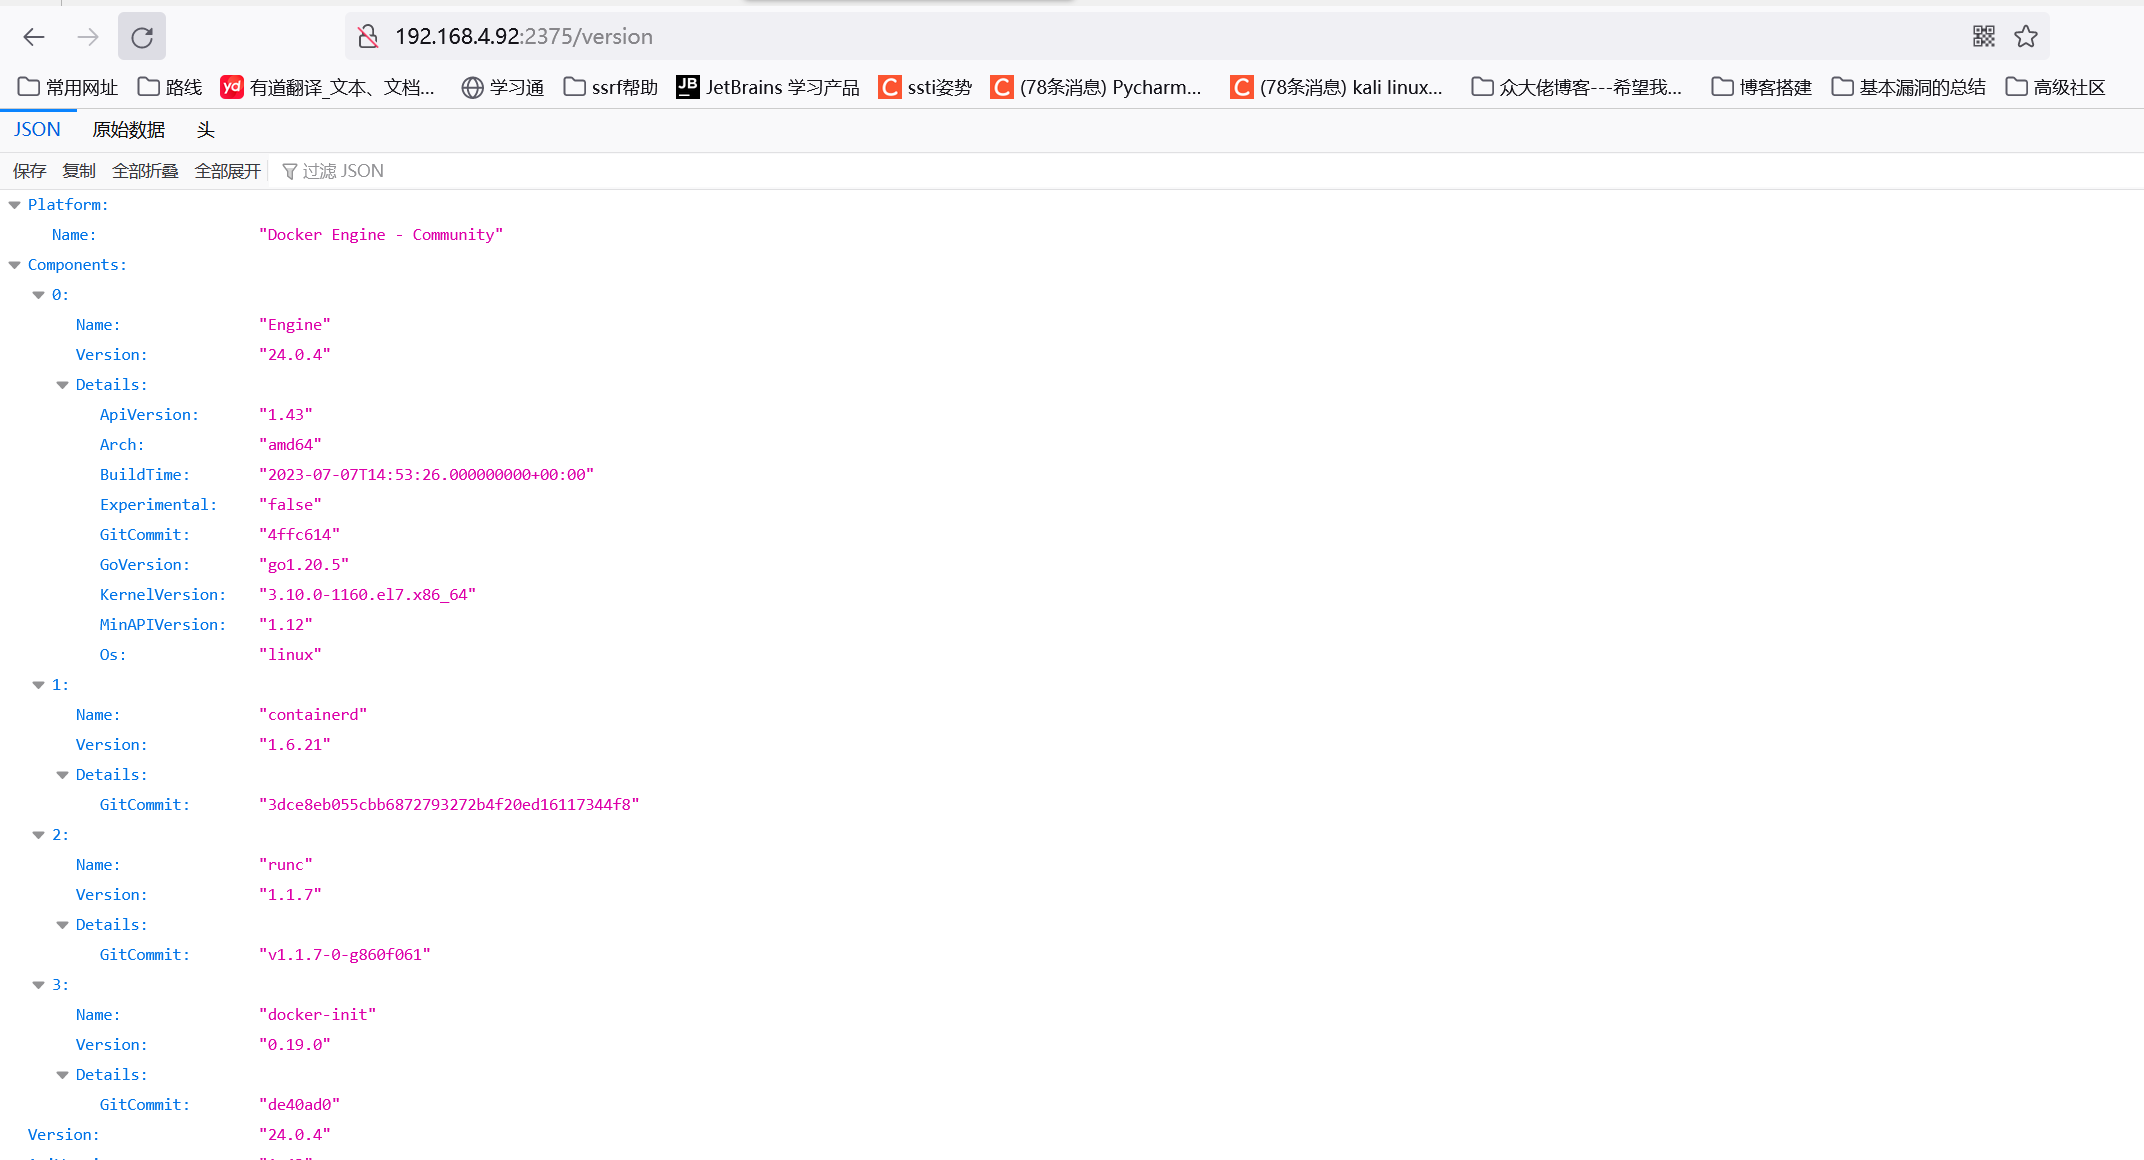 192.168.4.92:2375/version
常用网址 路线 yd 有道翻译_文本、文档... 学习通 ssrf帮助 JB JetBrains 学习产品 C ssti姿势 C (78条消息) Pycharm... C (78条消息) kali linux... 众大佬博客---希望我... 博客搭建 基本漏洞的总结 高级社区
JSON 原始数据 头
保存 复制 全部折叠 全部展开 过滤 JSON
Platform:
Name: "Docker Engine - Community"
Components:
0:
Name: "Engine"
Version: "24.0.4"
Details:
ApiVersion: "1.43"
Arch: "amd64"
BuildTime: "2023-07-07T14:53:26.000000000+00:00"
Experimental: "false"
GitCommit: "4ffc614"
GoVersion: "go1.20.5"
KernelVersion: "3.10.0-1160.el7.x86_64"
MinAPIVersion: "1.12"
Os: "linux"
1:
Name: "containerd"
Version: "1.6.21"
Details:
GitCommit: "3dce8eb055cbb6872793272b4f20ed16117344f8"
2:
Name: "runc"
Version: "1.1.7"
Details:
GitCommit: "v1.1.7-0-g860f061"
3:
Name: "docker-init"
Version: "0.19.0"
Details:
GitCommit: "de40ad0"
Version: "24.0.4"